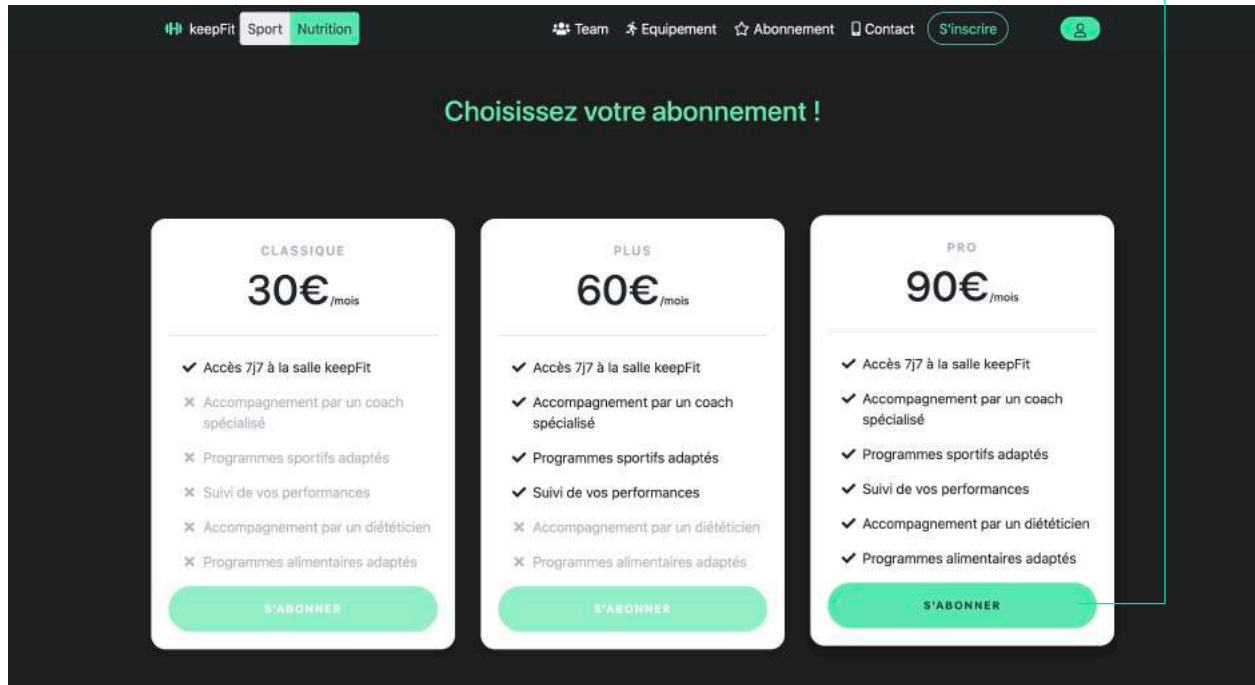 keepFit Sport Nutrition Team Equipement Abonnement Contact S'inscrire
Choisissez votre abonnement !
CLASSIQUE
30€/mois
Accès 7j7 à la salle keepFit
Accompagnement par un coach
spécialisé
Programmes sportifs adaptés
Suivi de vos performances
Accompagnement par un diététicien
Programmes alimentaires adaptés
S'ABONNER
PLUS
60€/mois
Accès 7j7 à la salle keepFit
Accompagnement par un coach
spécialisé
Programmes sportifs adaptés
Suivi de vos performances
Accompagnement par un diététicien
Programmes alimentaires adaptés
S'ABONNER
PRO
90€/mois
Accès 7j7 à la salle keepFit
Accompagnement par un coach
spécialisé
Programmes sportifs adaptés
Suivi de vos performances
Accompagnement par un diététicien
Programmes alimentaires adaptés
S'ABONNER